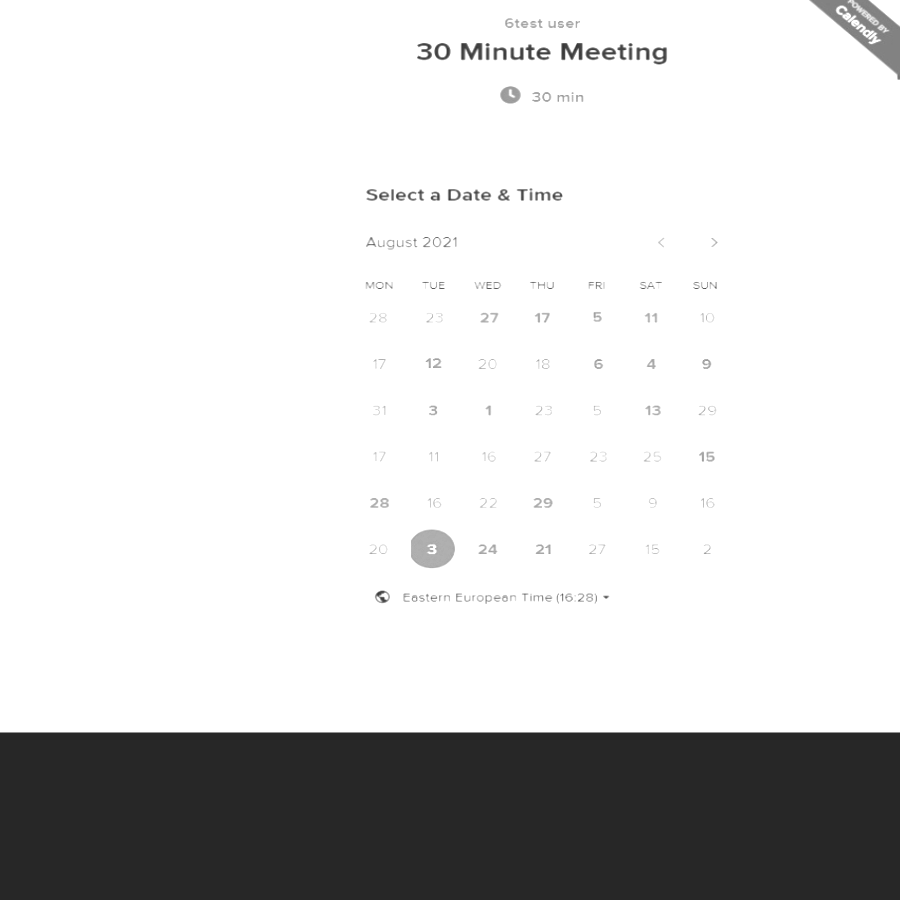 POWERED BY
Calendly
6test user
30 Minute Meeting
30 min
Select a Date & Time
August 2021
MON TUE WED THU FRI SAT SUN
28 23 27 17 5 11 10
17 12 20 18 6 4 9
31 3 1 23 5 13 29
17 11 16 27 23 25 15
28 16 22 29 5 9 16
20 3 24 21 27 15 2
Eastern European Time (16:28)